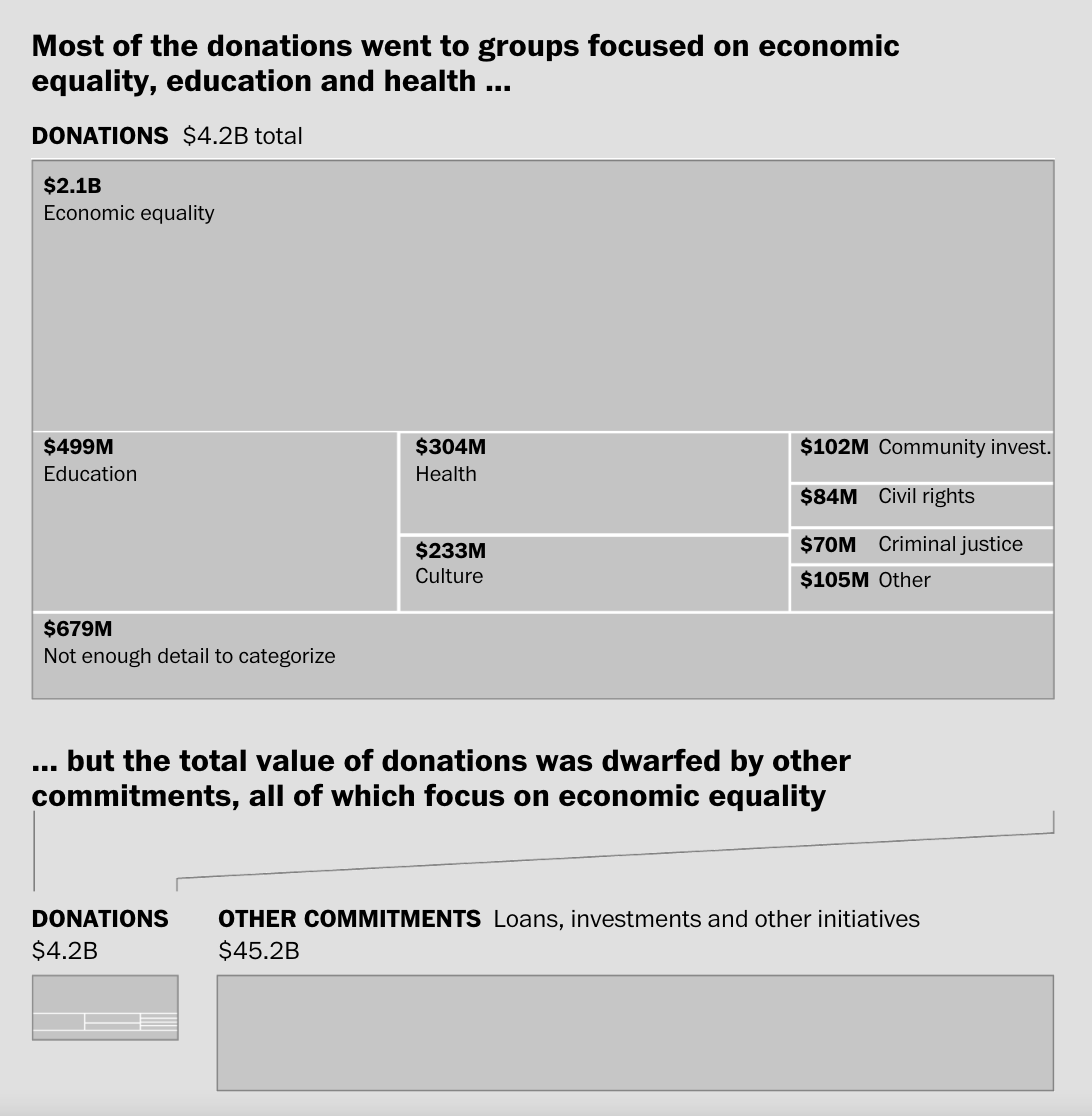 Most of the donations went to groups focused on economic
equality, education and health ...
DONATIONS $4.2B total
$2.1B
Economic equality
$499M
Education
$304M
Health
$233M
Culture
$102M Community invest.
$84M Civil rights
$70M Criminal justice
$105M Other
$679M
Not enough detail to categorize
... but the total value of donations was dwarfed by other
commitments, all of which focus on economic equality
DONATIONS
$4.2B
OTHER COMMITMENTS Loans, investments and other initiatives
$45.2B